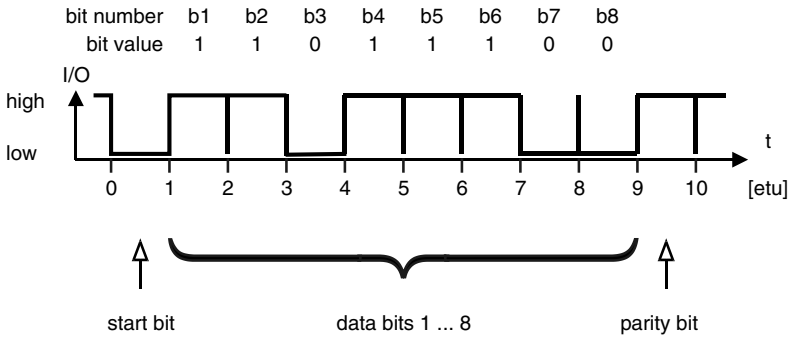 bit number b1 b2 b3 b4 b5 b6 b7 b8
bit value 1 1 0 1 1 1 0 0
I/O
high
low
t
0 1 2 3 4 5 6 7 8 9 10 [etu]
start bit data bits 1 ... 8 parity bit